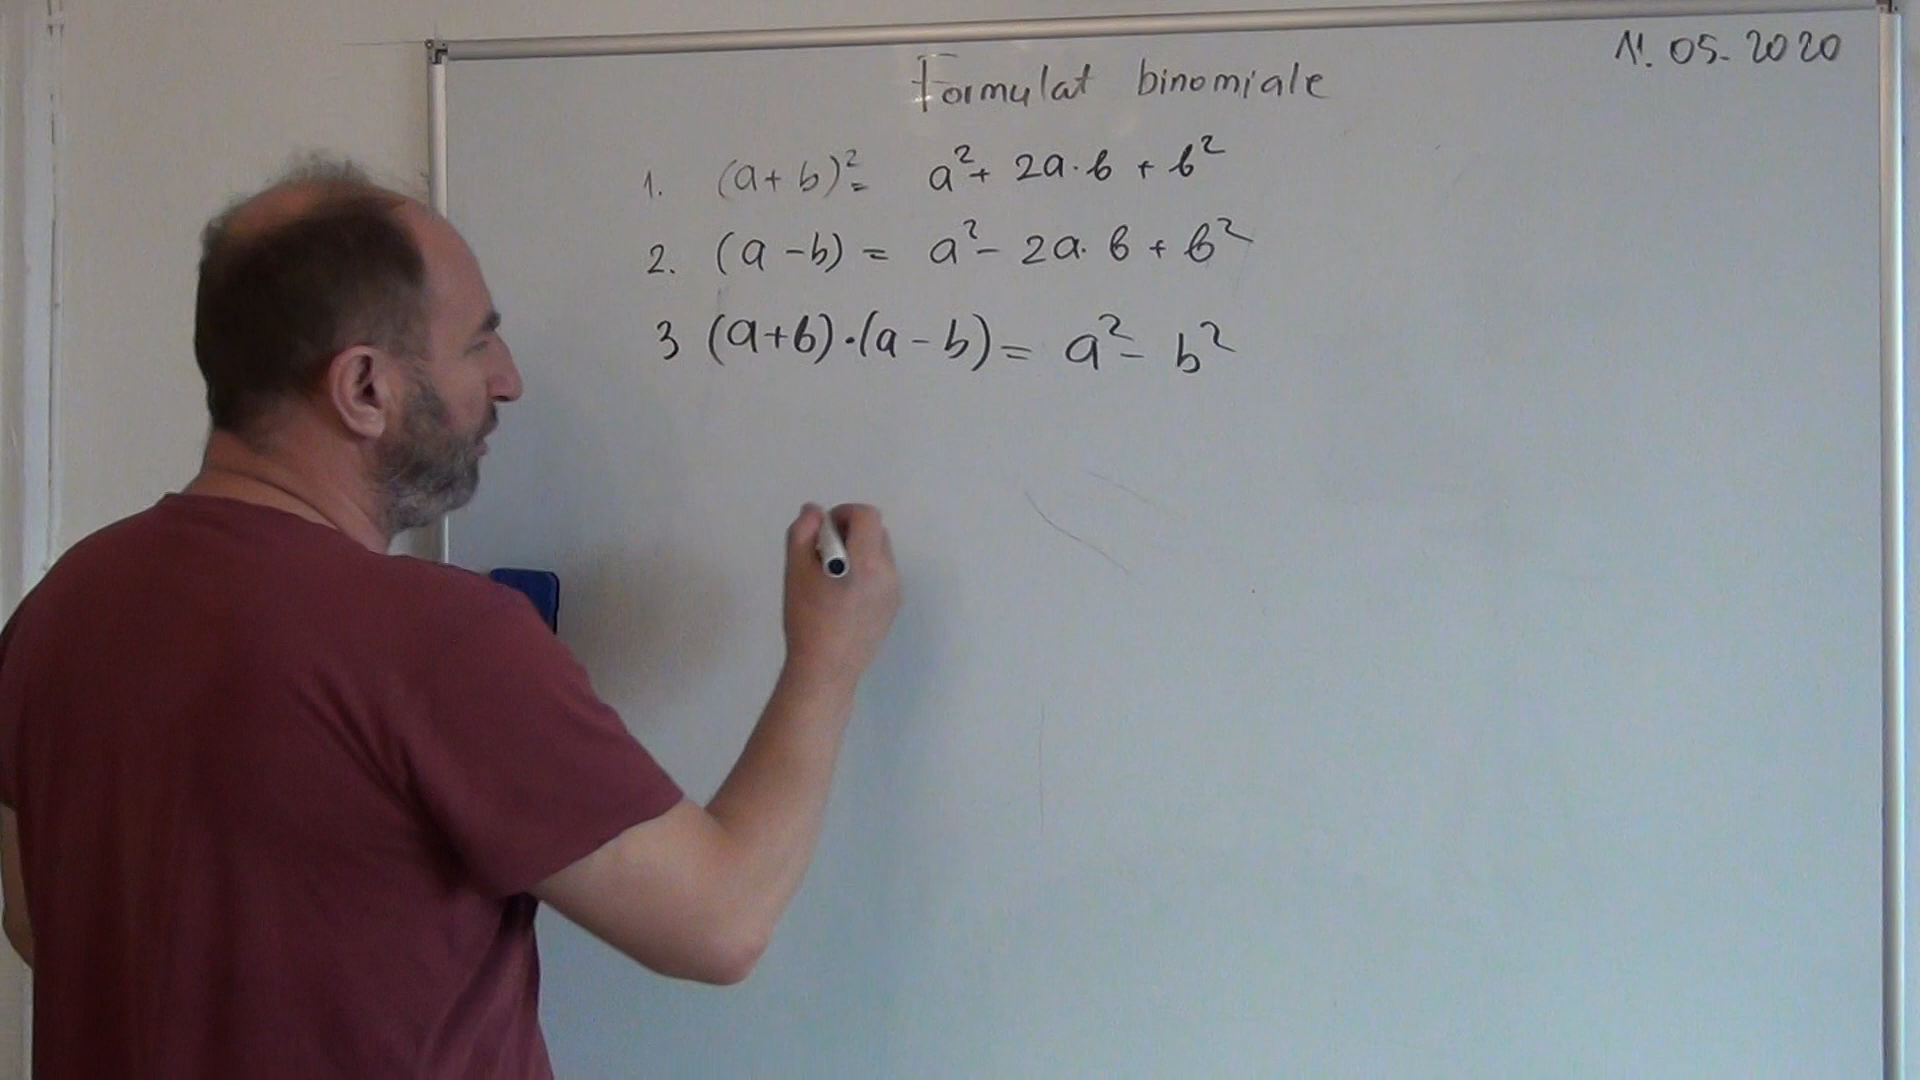 11.05.2020
Formulat binomiale
1. (a+b)²= a²+ 2a·b + b²
2. (a-b) = a²- 2a·b + b²
3 (a+b)·(a-b)= a²- b²